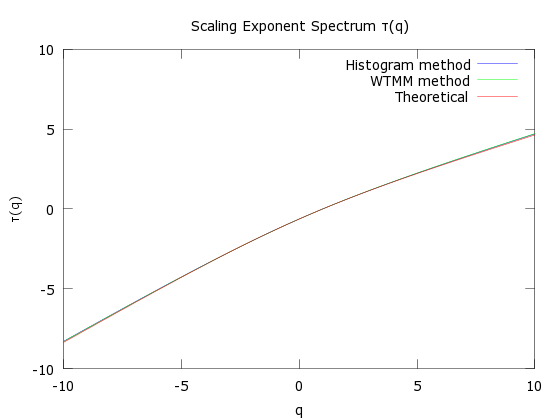 Scaling Exponent Spectrum τ(q)
10
Histogram method
WTMM method
Theoretical
5
τ(q)
0
-5
-10
-10 -5 0 5 10
q